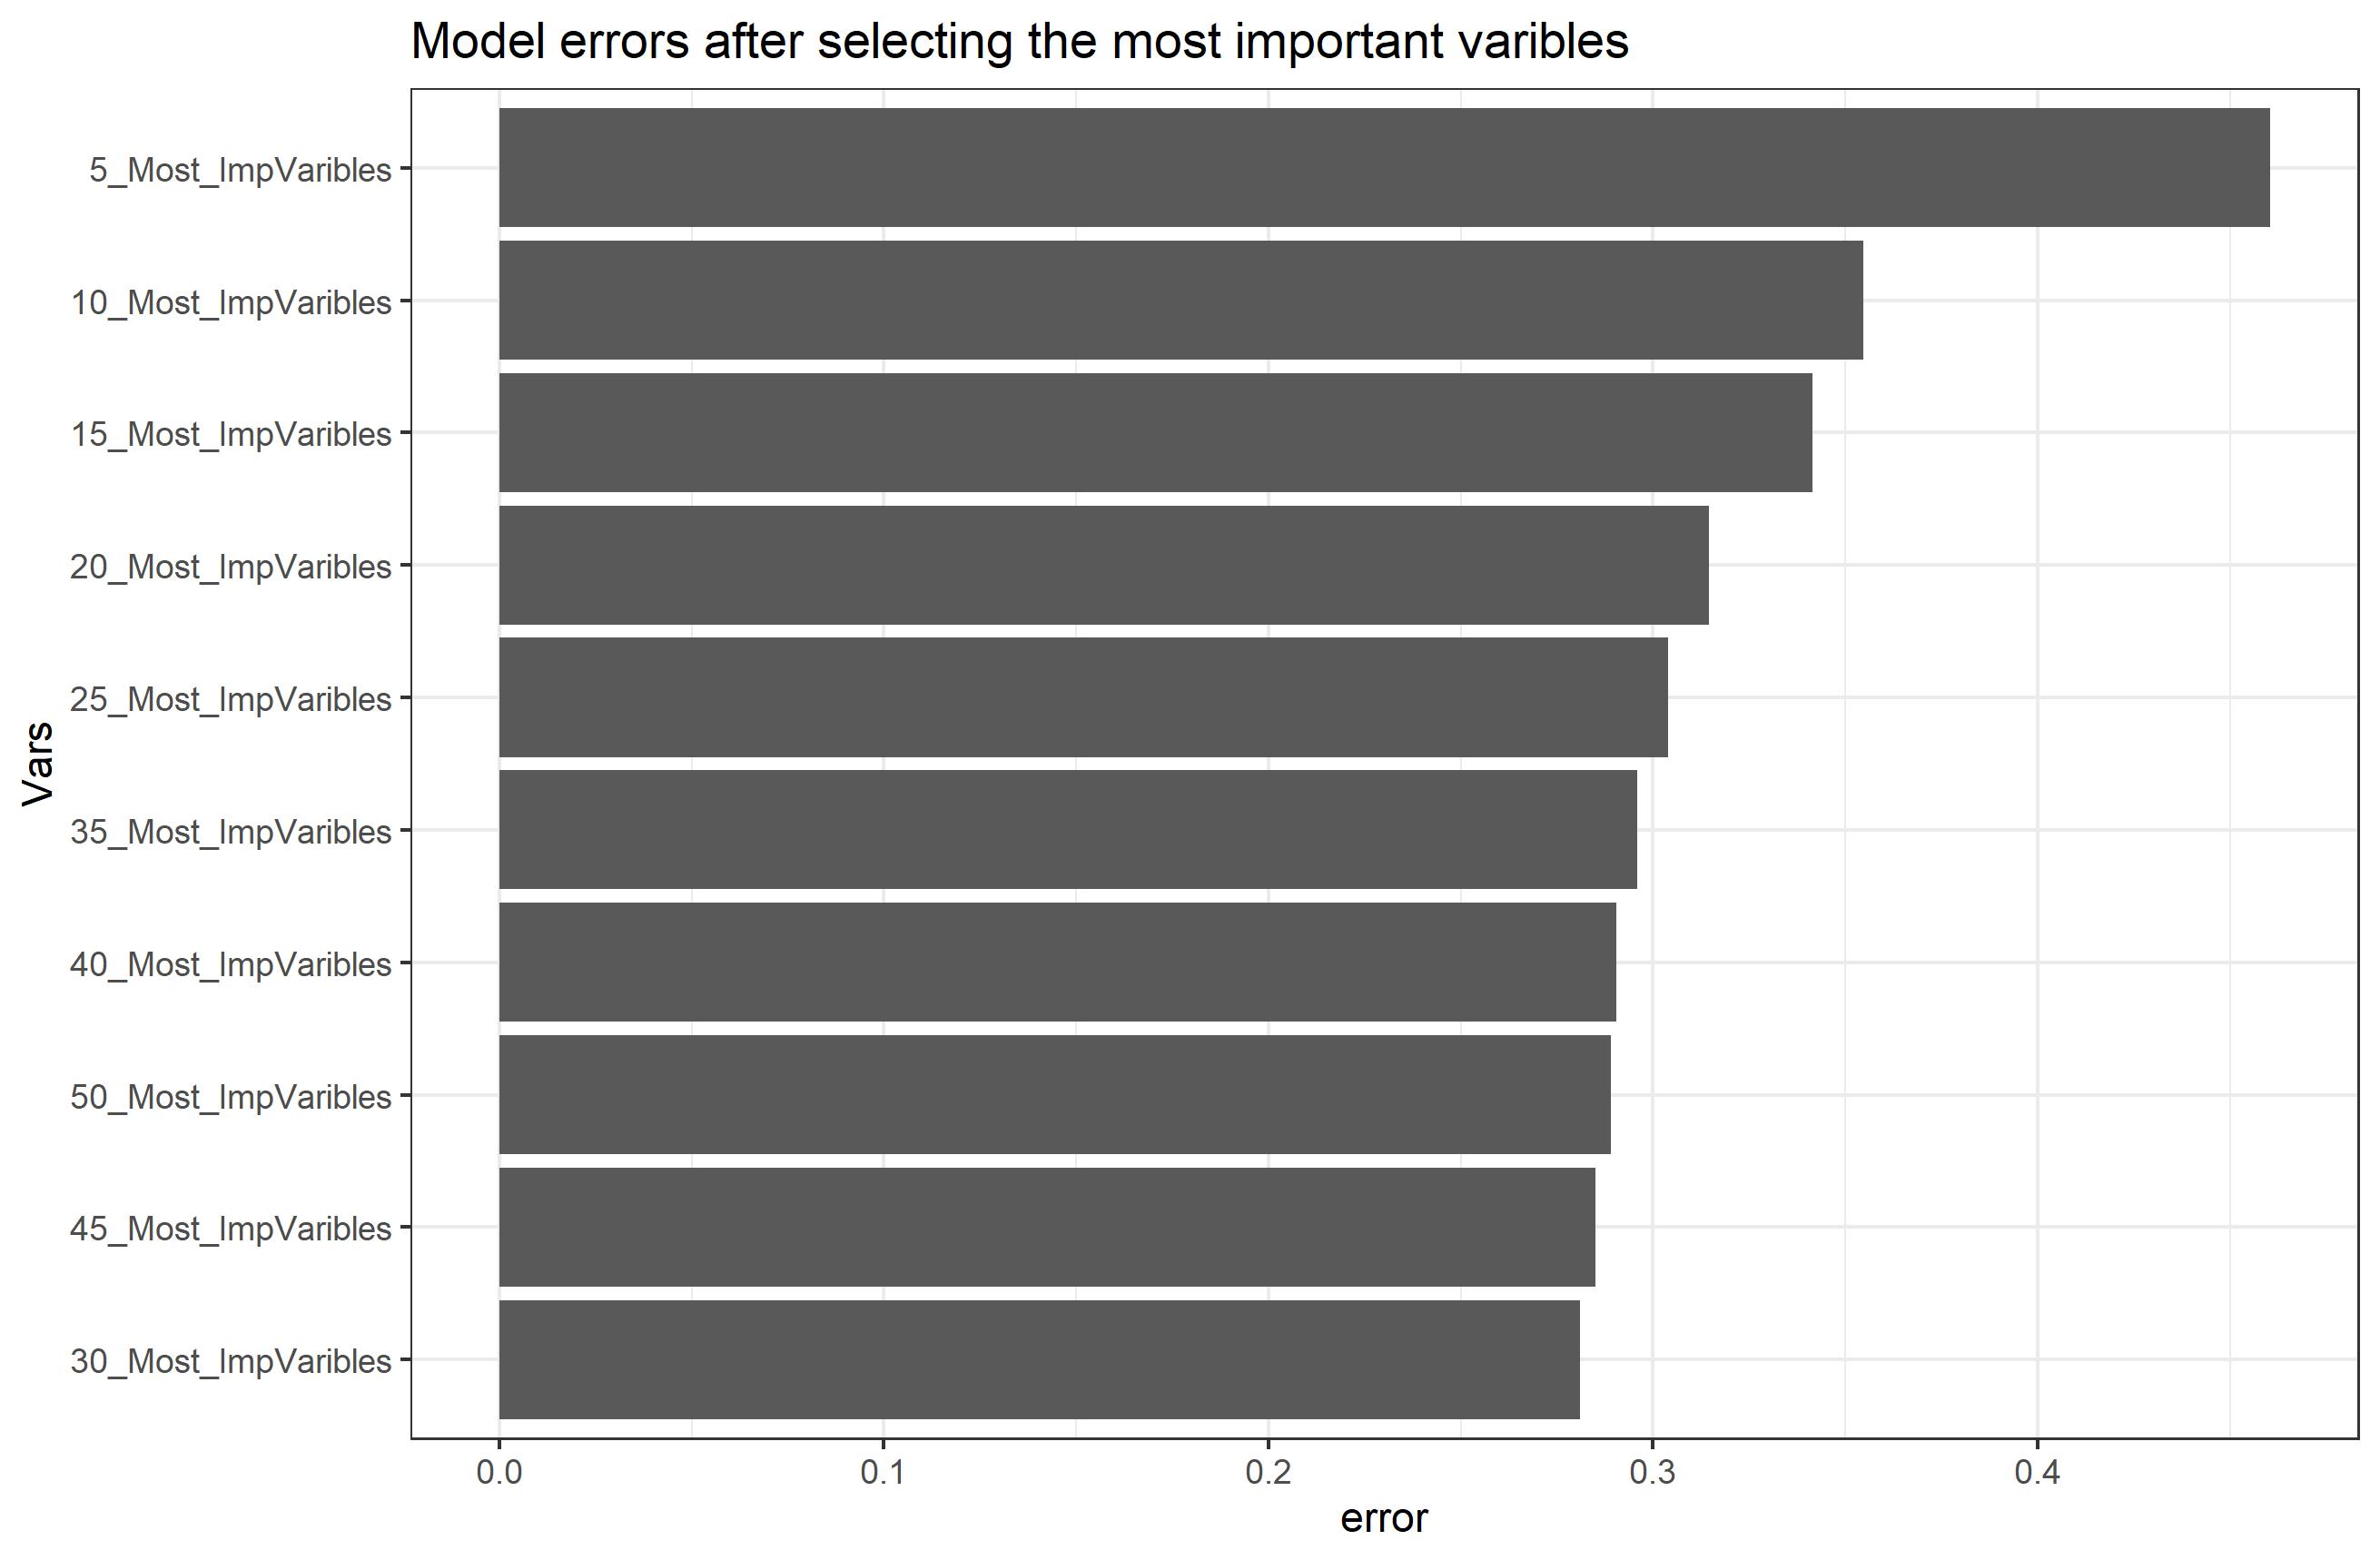 Model errors after selecting the most important varibles
Vars
5_Most_ImpVaribles
10_Most_ImpVaribles
15_Most_ImpVaribles
20_Most_ImpVaribles
25_Most_ImpVaribles
35_Most_ImpVaribles
40_Most_ImpVaribles
50_Most_ImpVaribles
45_Most_ImpVaribles
30_Most_ImpVaribles
0.0 0.1 0.2 0.3 0.4
error